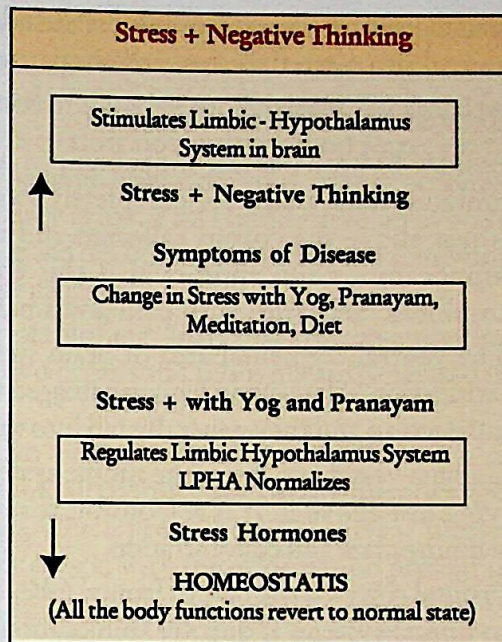 Stress + Negative Thinking
Stimulates Limbic - Hypothalamus
System in brain
Stress + Negative Thinking
Symptoms of Disease
Change in Stress with Yog, Pranayam,
Meditation, Diet
Stress + with Yog and Pranayam
Regulates Limbic Hypothalamus System
LPHA Normalizes
Stress Hormones
HOMEOSTATIS
(All the body functions revert to normal state)